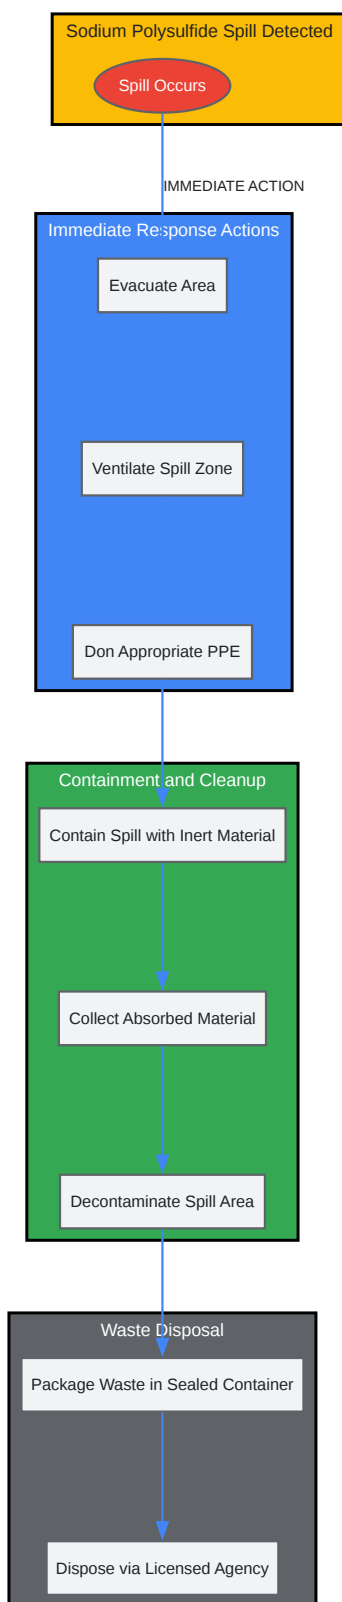 Sodium Polysulfide Spill Detected
Spill Occurs
IMMEDIATE ACTION
Immediate Response Actions
Evacuate Area
Ventilate Spill Zone
Don Appropriate PPE
Containment and Cleanup
Contain Spill with Inert Material
Collect Absorbed Material
Decontaminate Spill Area
Waste Disposal
Package Waste in Sealed Container
Dispose via Licensed Agency